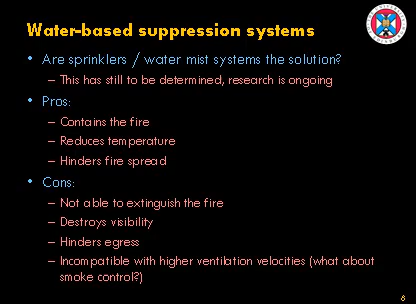 Water-based suppression systems
• Are sprinklers / water mist systems the solution?
– This has still to be determined, research is ongoing
• Pros:
– Contains the fire
– Reduces temperature
– Hinders fire spread
• Cons:
– Not able to extinguish the fire
– Destroys visibility
– Hinders egress
– Incompatible with higher ventilation velocities (what about
smoke control?)
6